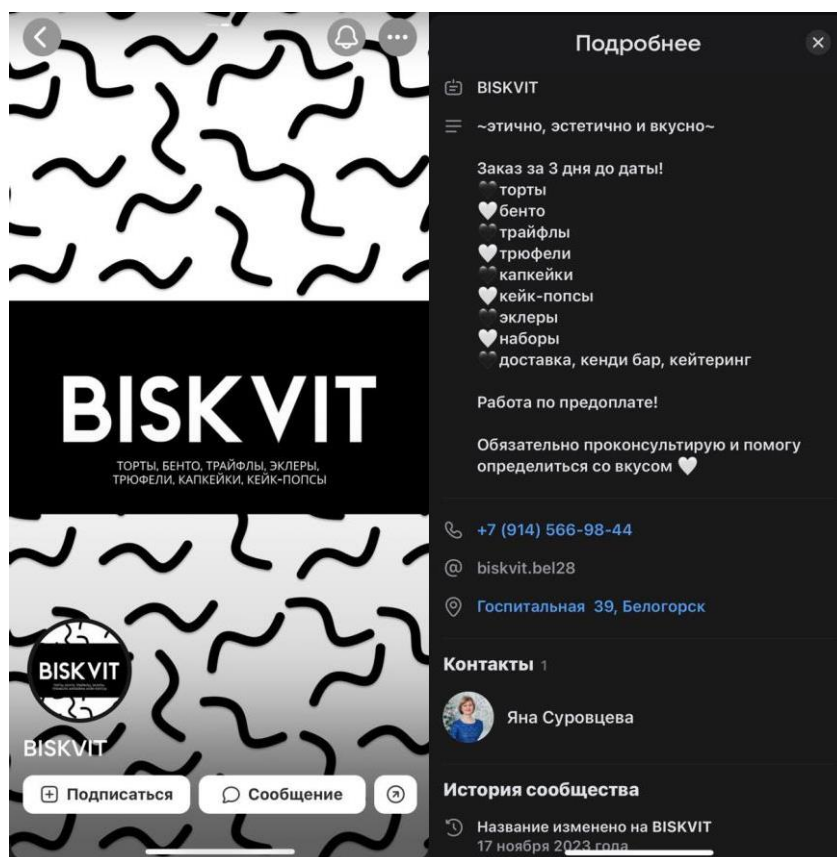 BISKVIT
ТОРТЫ, БЕНТО, ТРАЙФЛЫ, ЭКЛЕРЫ,
ТРЮФЕЛИ, КАПКЕЙКИ, КЕЙК-ПОПСЫ
BISKVIT
BISKVIT
Подписаться
Сообщение
Подробнее
BISKVIT
~этично, эстетично и вкусно~
Заказ за 3 дня до даты!
🖤торты
🤍бенто
🖤трайфлы
🤍трюфели
🖤капкейки
🤍кейк-попсы
🖤эклеры
🤍наборы
🖤доставка, кенди бар, кейтеринг
Работа по предоплате!
Обязательно проконсультирую и помогу
определиться со вкусом 🤍
+7 (914) 566-98-44
biskvit.bel28
Госпитальная 39, Белогорск
Контакты 1
Яна Суровцева
История сообщества
Название изменено на BISKVIT
17 ноября 2023 года